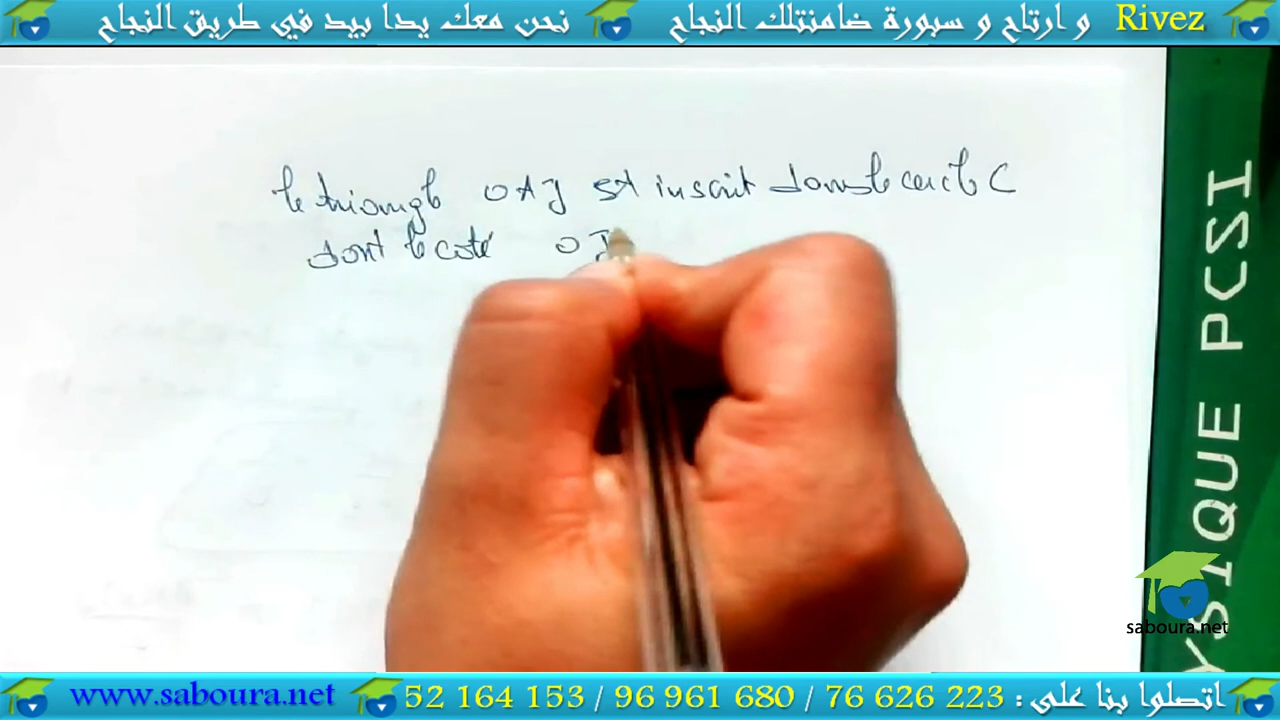 Rivez و ارتاح و سبورة ضامنتلك النجاح نحن معك يدا بيد في طريق النجاح
le triangle OAJ st inscrit dans le cercle C
dont le coté OJ
PHYSIQUE PCSI
saboura.net
www.saboura.net 52 164 153 / 96 961 680 / 76 626 223 : اتصلوا بنا على